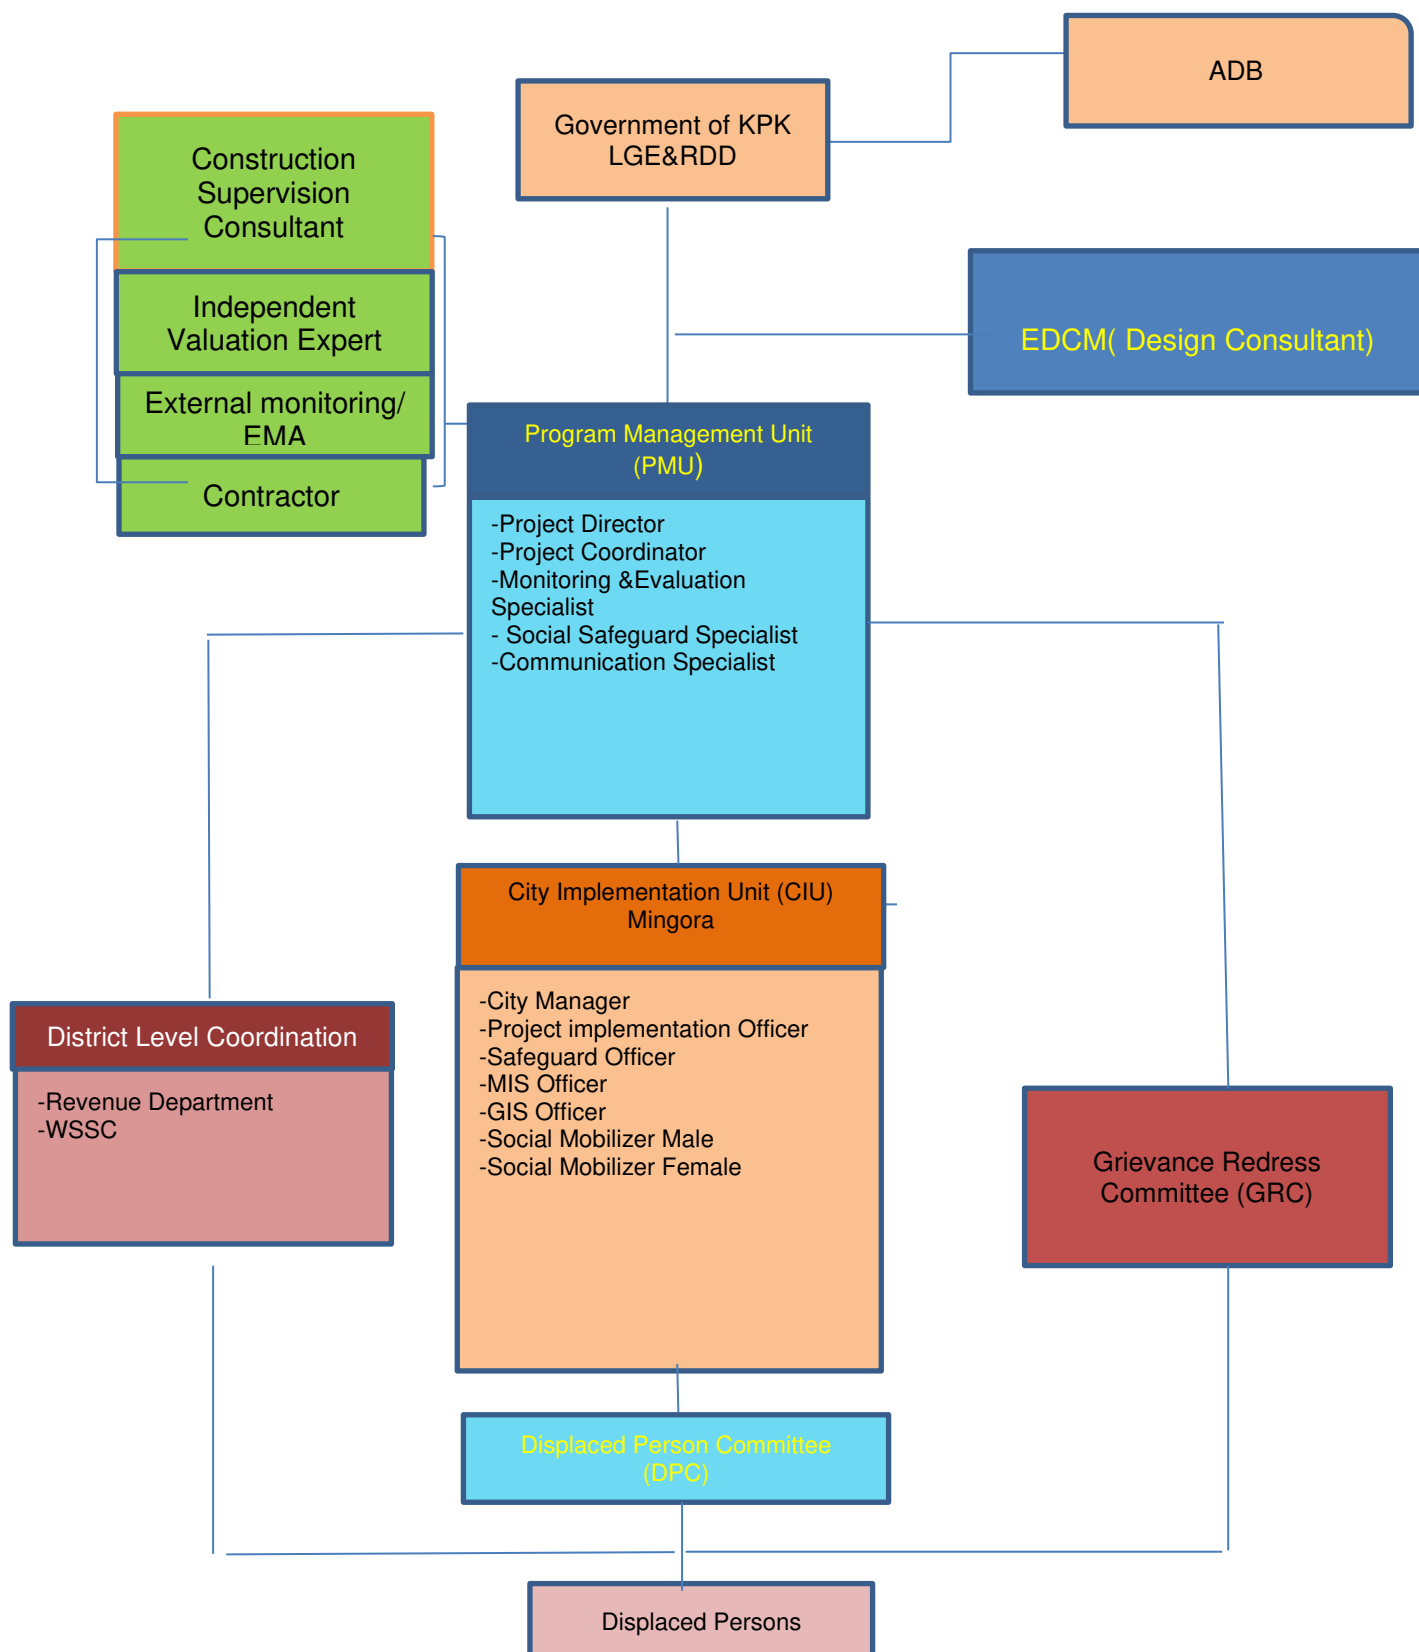 ADB
Government of KPK
LGE&RDD
Construction
Supervision
Consultant
Independent
Valuation Expert
External monitoring/
EMA
Contractor
EDCM( Design Consultant)
Program Management Unit
(PMU)
-Project Director
-Project Coordinator
-Monitoring &Evaluation
Specialist
- Social Safeguard Specialist
-Communication Specialist
City Implementation Unit (CIU)
Mingora
-City Manager
-Project implementation Officer
-Safeguard Officer
-MIS Officer
-GIS Officer
-Social Mobilizer Male
-Social Mobilizer Female
District Level Coordination
-Revenue Department
-WSSC
Grievance Redress
Committee (GRC)
Displaced Person Committee
(DPC)
Displaced Persons